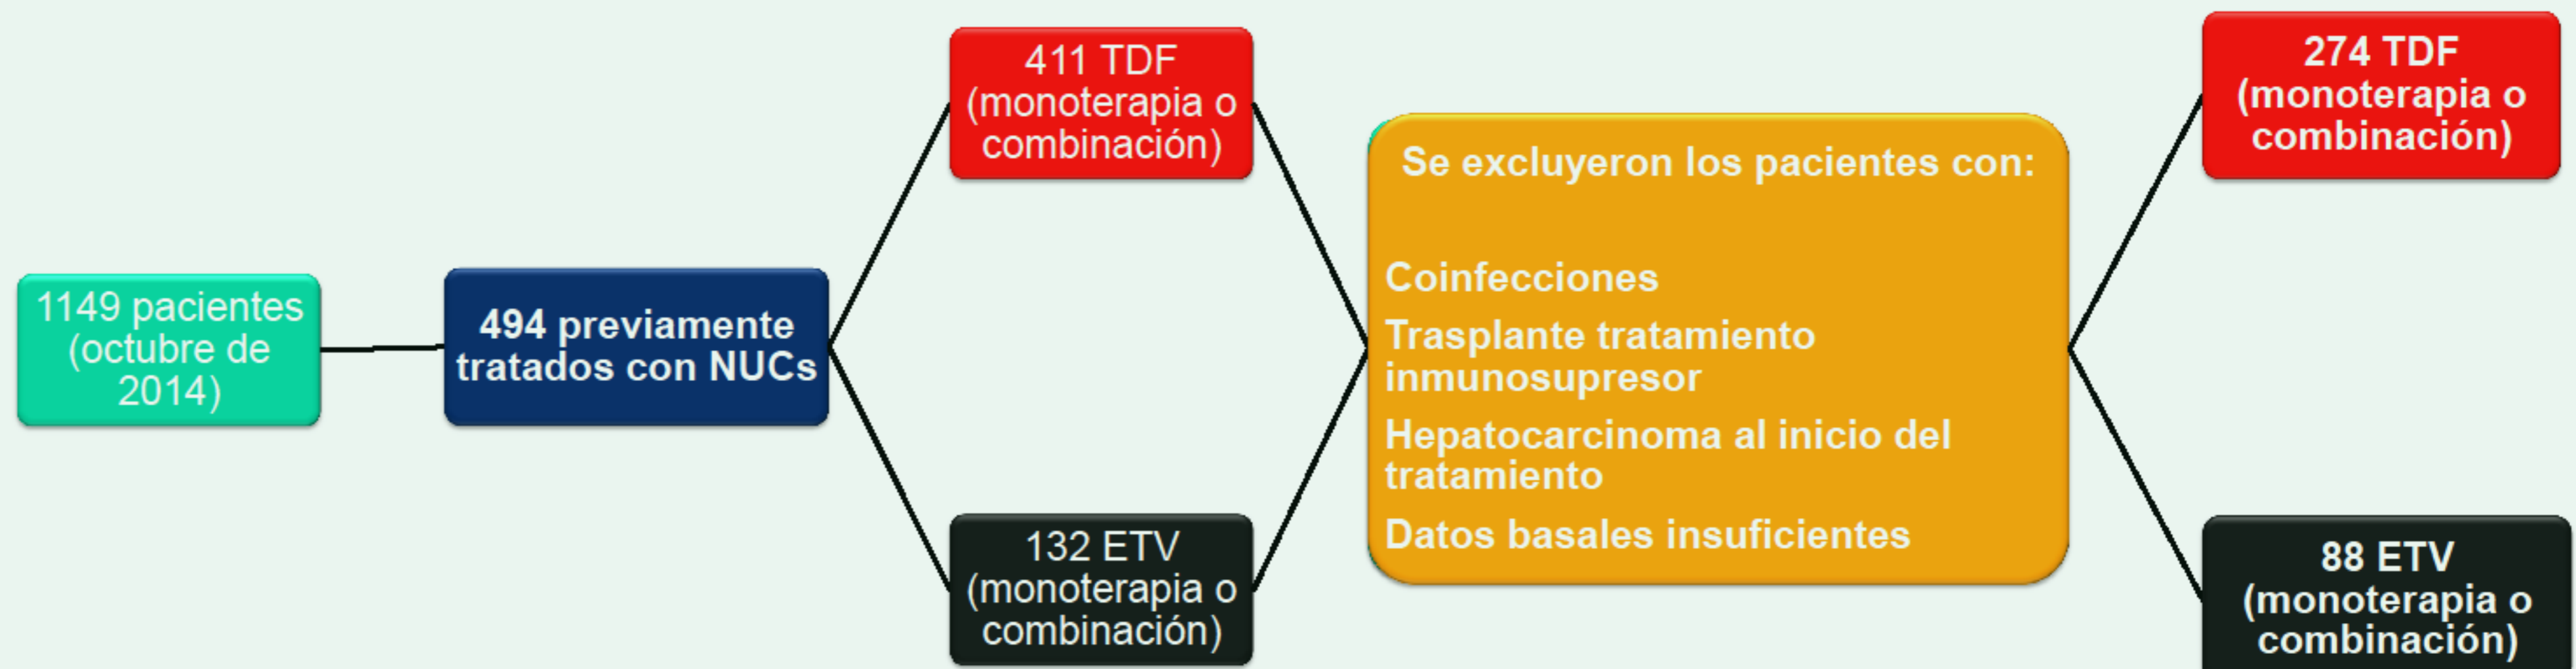 1149 pacientes
(octubre de
2014)
494 previamente
tratados con NUCs
411 TDF
(monoterapia o
combinación)
132 ETV
(monoterapia o
combinación)
Se excluyeron los pacientes con:
Coinfecciones
Trasplante tratamiento
inmunosupresor
Hepatocarcinoma al inicio del
tratamiento
Datos basales insuficientes
274 TDF
(monoterapia o
combinación)
88 ETV
(monoterapia o
combinación)